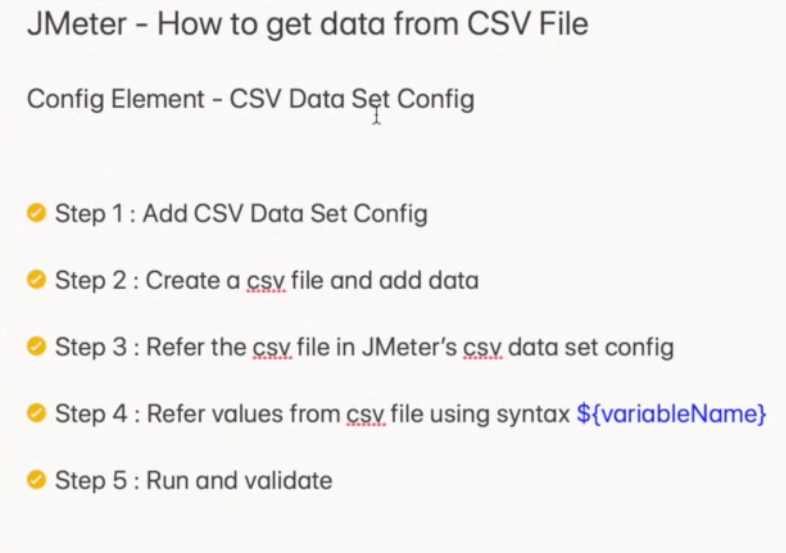 JMeter - How to get data from CSV File
Config Element - CSV Data Set Config
Step 1 : Add CSV Data Set Config
Step 2 : Create a csv file and add data
Step 3 : Refer the csv file in JMeter's csv data set config
Step 4 : Refer values from csv file using syntax ${variableName}
Step 5 : Run and validate